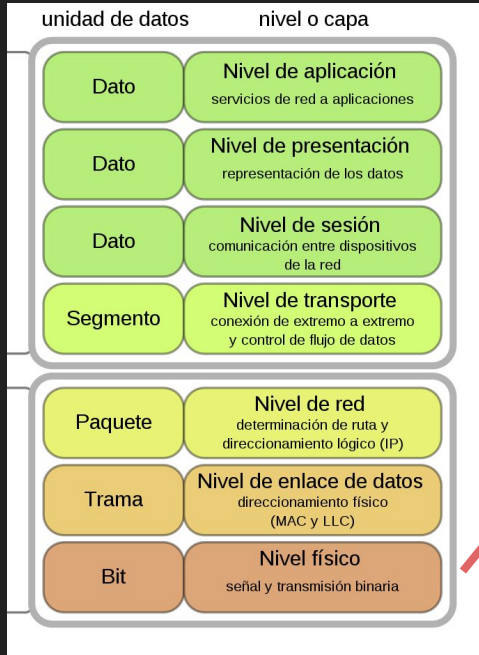 unidad de datos nivel o capa
Dato
Nivel de aplicación
servicios de red a aplicaciones
Dato
Nivel de presentación
representación de los datos
Dato
Nivel de sesión
comunicación entre dispositivos
de la red
Segmento
Nivel de transporte
conexión de extremo a extremo
y control de flujo de datos
Paquete
Nivel de red
determinación de ruta y
direccionamiento lógico (IP)
Trama
Nivel de enlace de datos
direccionamiento físico
(MAC y LLC)
Bit
Nivel físico
señal y transmisión binaria